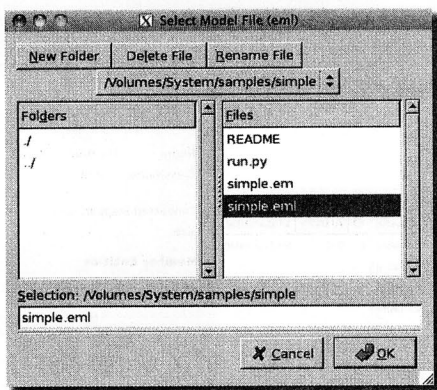 X Select Model File (eml)
New Folder Delete File Rename File
/Volumes/System/samples/simple
Folders
./
../
Files
README
run.py
simple.em
simple.eml
Selection: /Volumes/System/samples/simple
simple.eml
Cancel OK